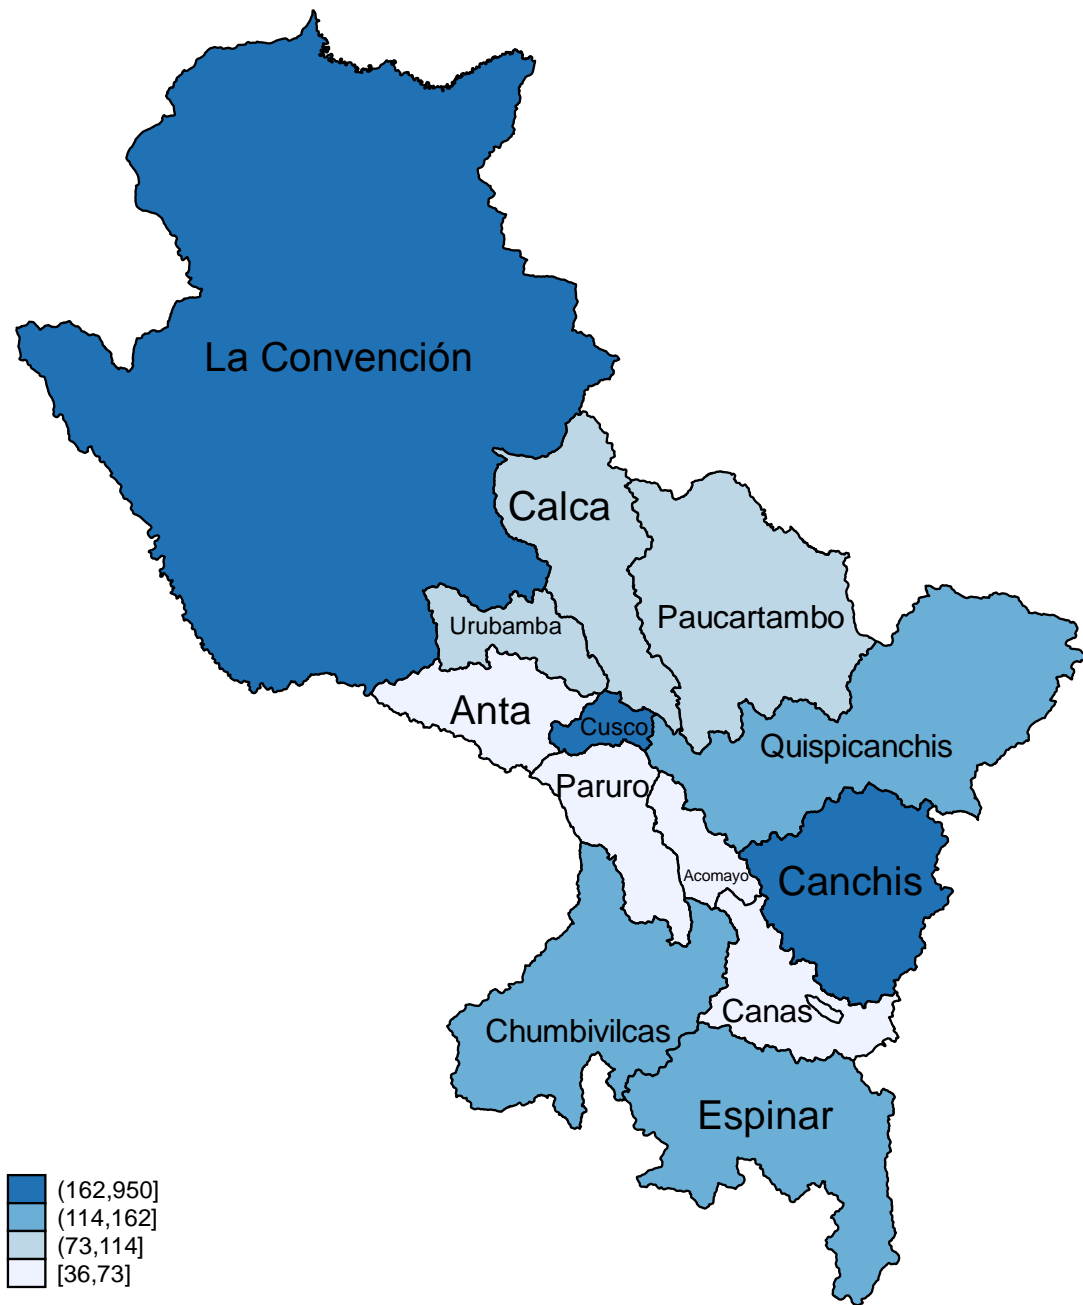 La Convención
Calca
Paucartambo
Urubamba
Anta
Cusco
Quispicanchis
Paruro
Acomayo
Canchis
Canas
Chumbivilcas
Espinar
(162,950]
(114,162]
(73,114]
[36,73]